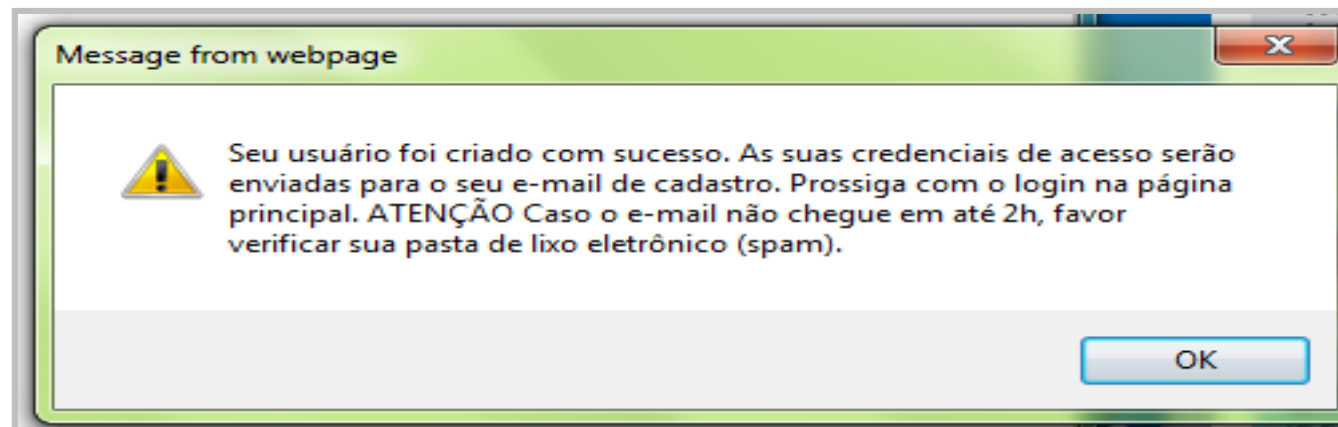 Message from webpage
Seu usuário foi criado com sucesso. As suas credenciais de acesso serão
enviadas para o seu e-mail de cadastro. Prossiga com o login na página
principal. ATENÇÃO Caso o e-mail não chegue em até 2h, favor
verificar sua pasta de lixo eletrônico (spam).
OK